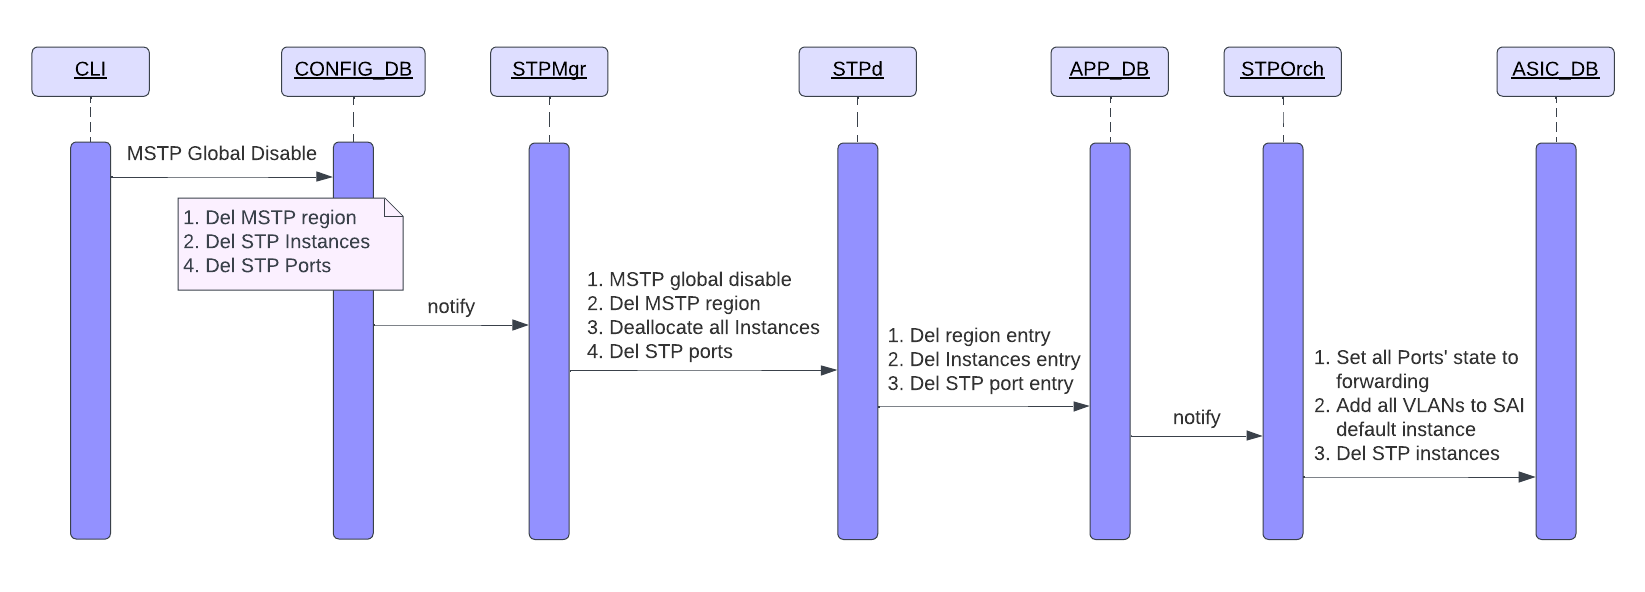 CLI
CONFIG_DB
STPMgr
STPd
APP_DB
STPOrch
ASIC_DB
MSTP Global Disable
1. Del MSTP region
2. Del STP Instances
4. Del STP Ports
notify
1. MSTP global disable
2. Del MSTP region
3. Deallocate all Instances
4. Del STP ports
1. Del region entry
2. Del Instances entry
3. Del STP port entry
notify
1. Set all Ports' state to
forwarding
2. Add all VLANs to SAI
default instance
3. Del STP instances